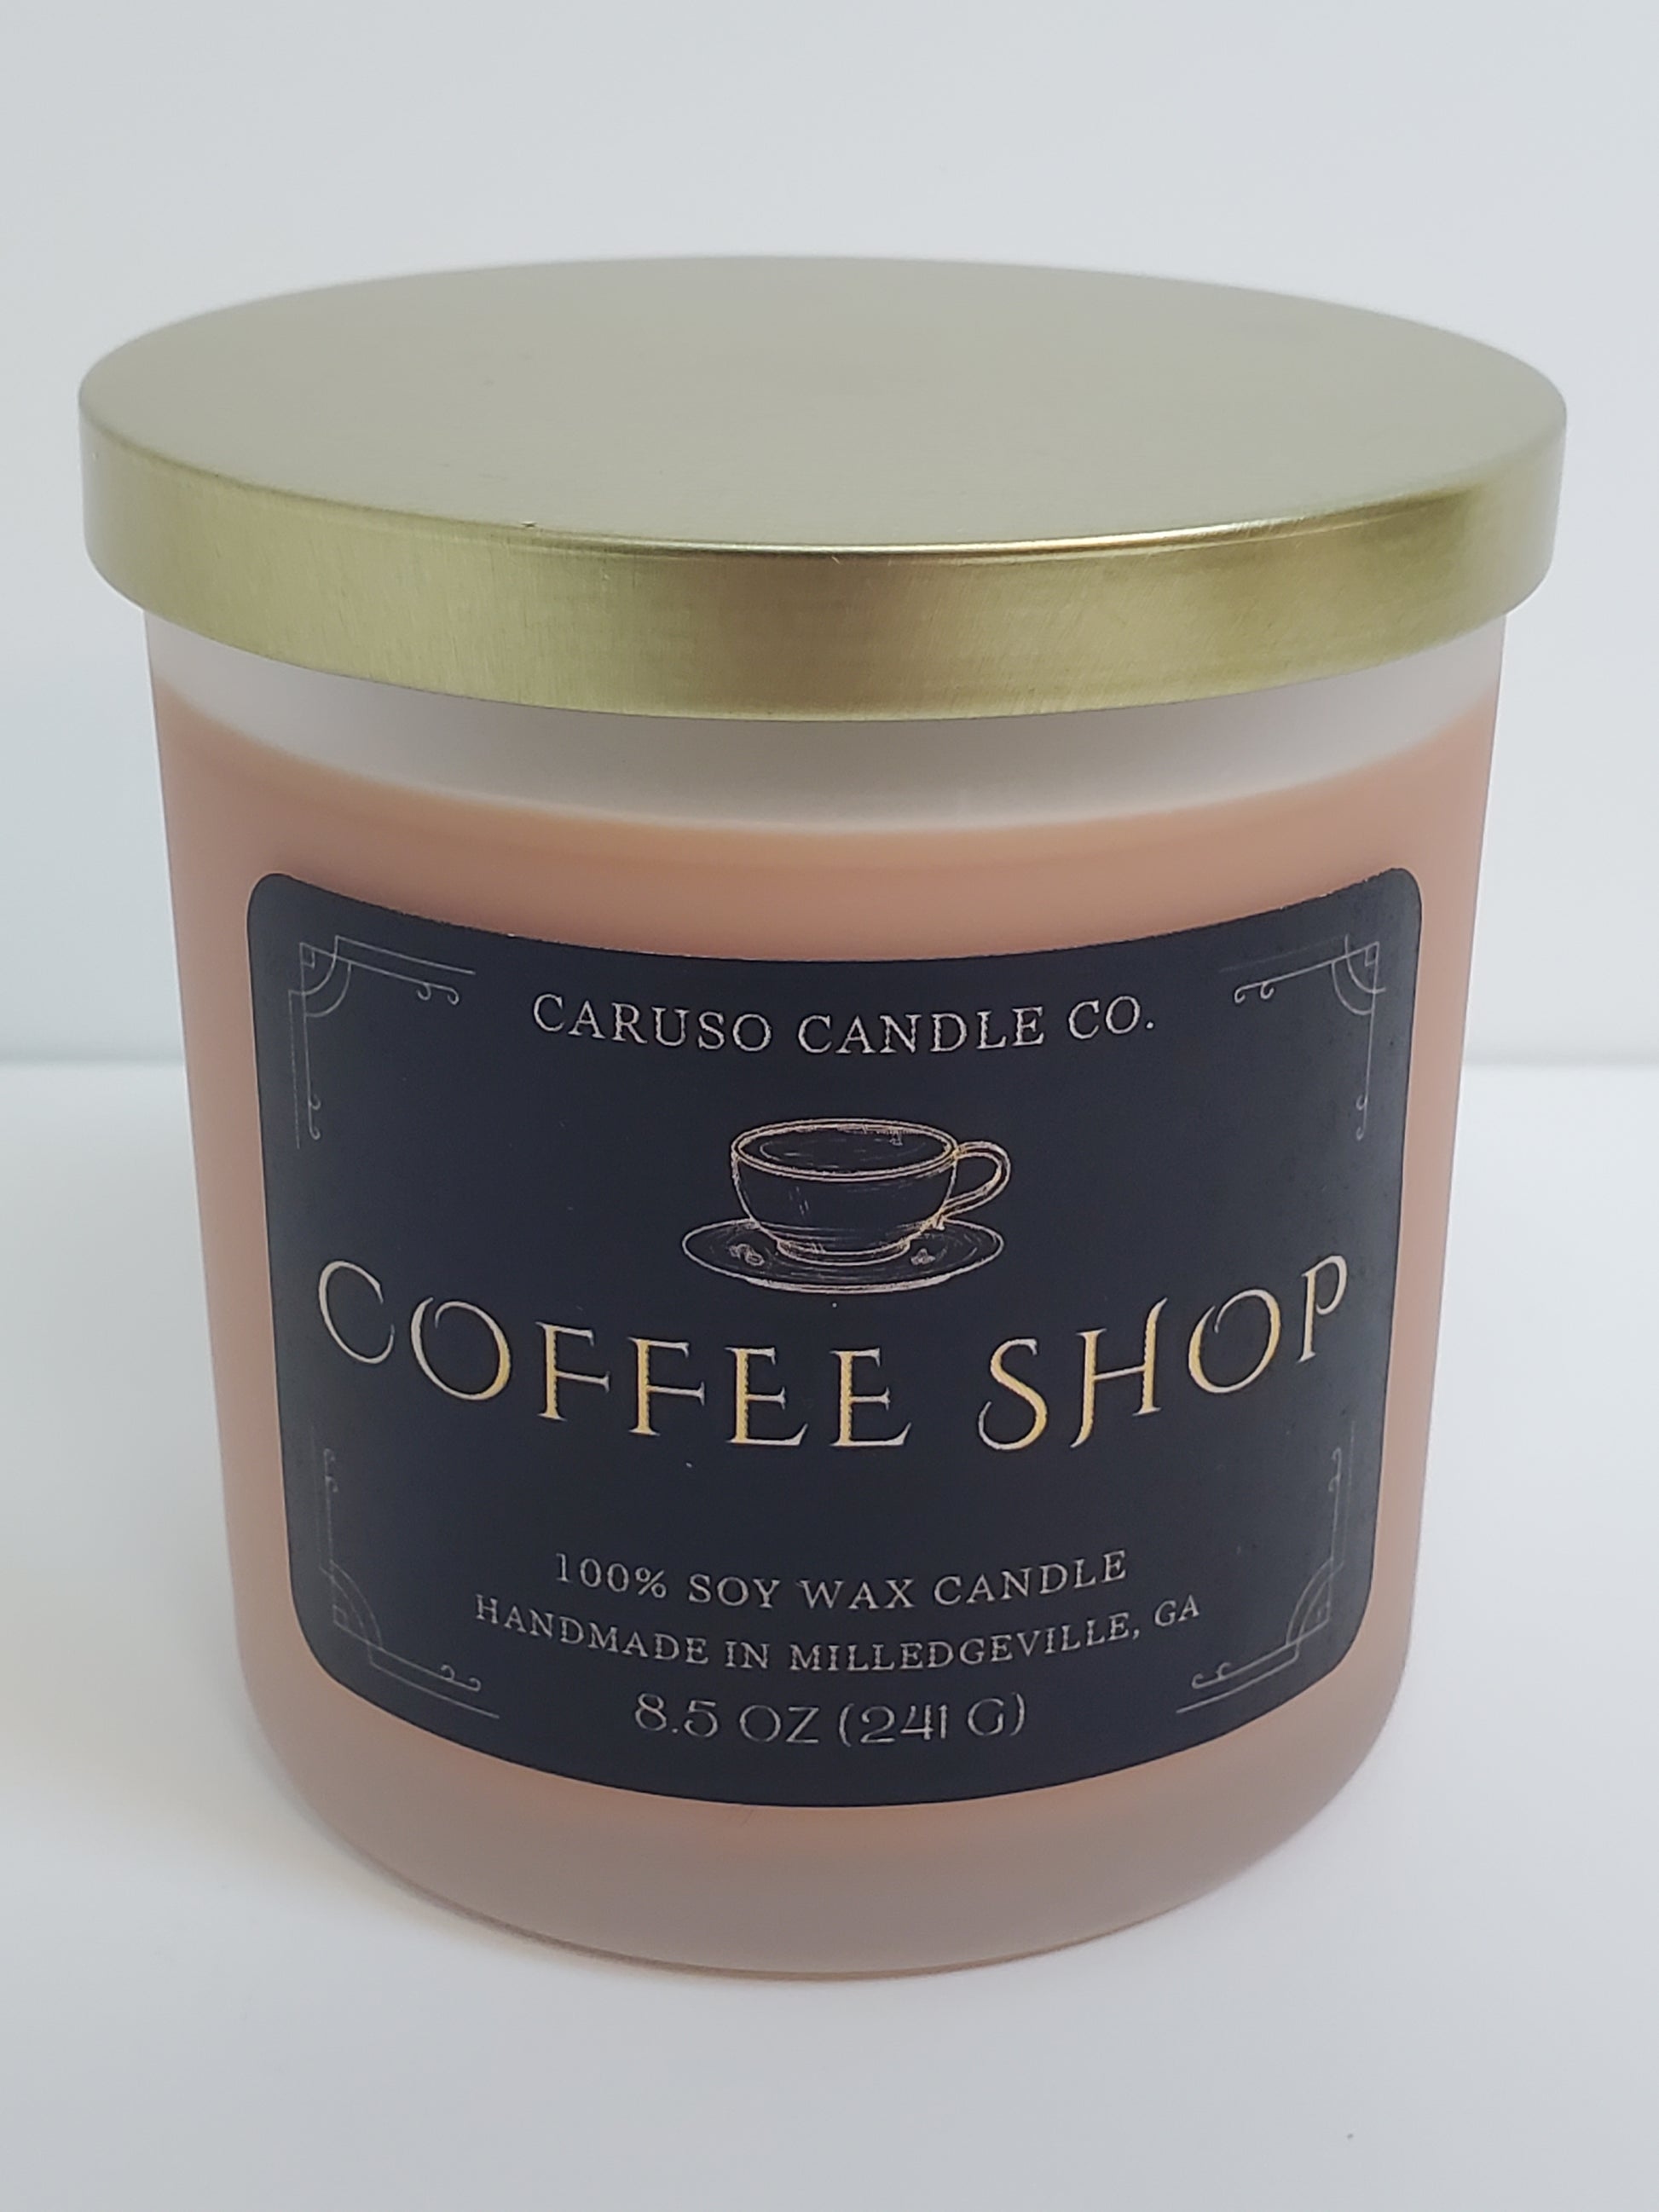 CARUSO CANDLE CO.
COFFEE SHOP
100% SOY WAX CANDLE
HANDMADE IN MILLEDGEVILLE, GA
8.5 OZ (241 G)